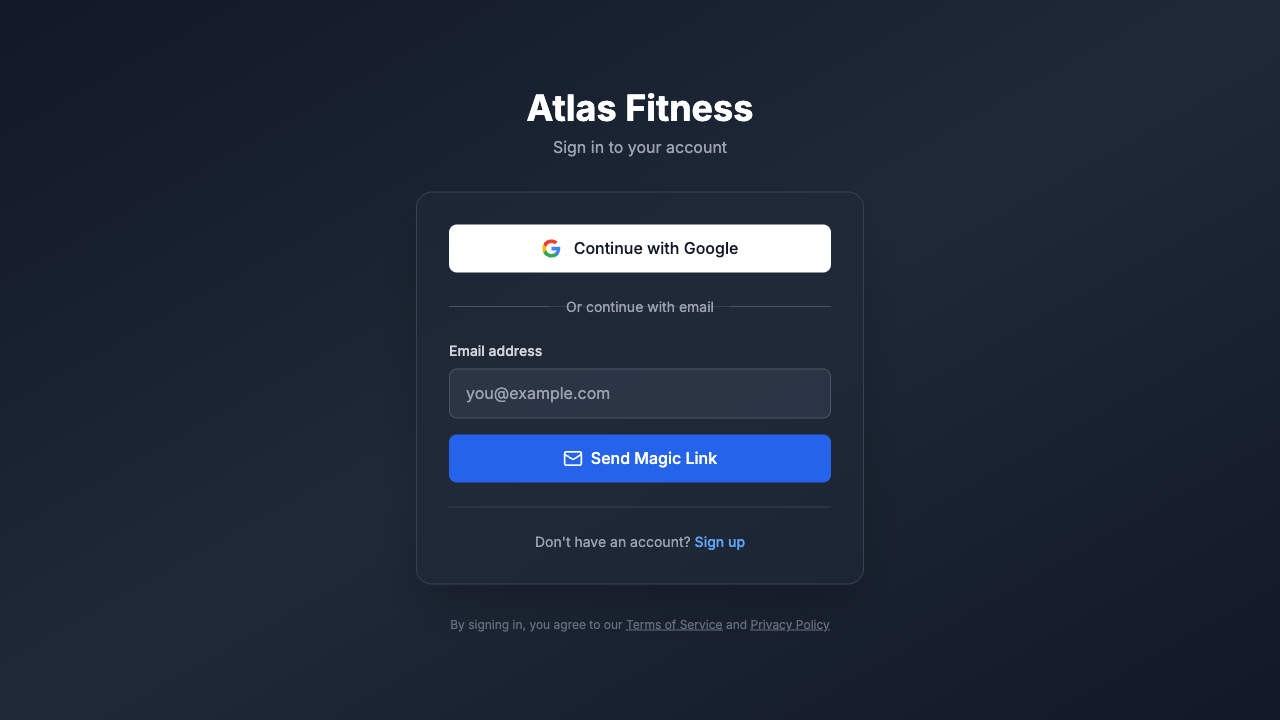 Atlas Fitness
Sign in to your account
Continue with Google
Or continue with email
Email address
you@example.com
Send Magic Link
Don't have an account? Sign up
By signing in, you agree to our Terms of Service and Privacy Policy